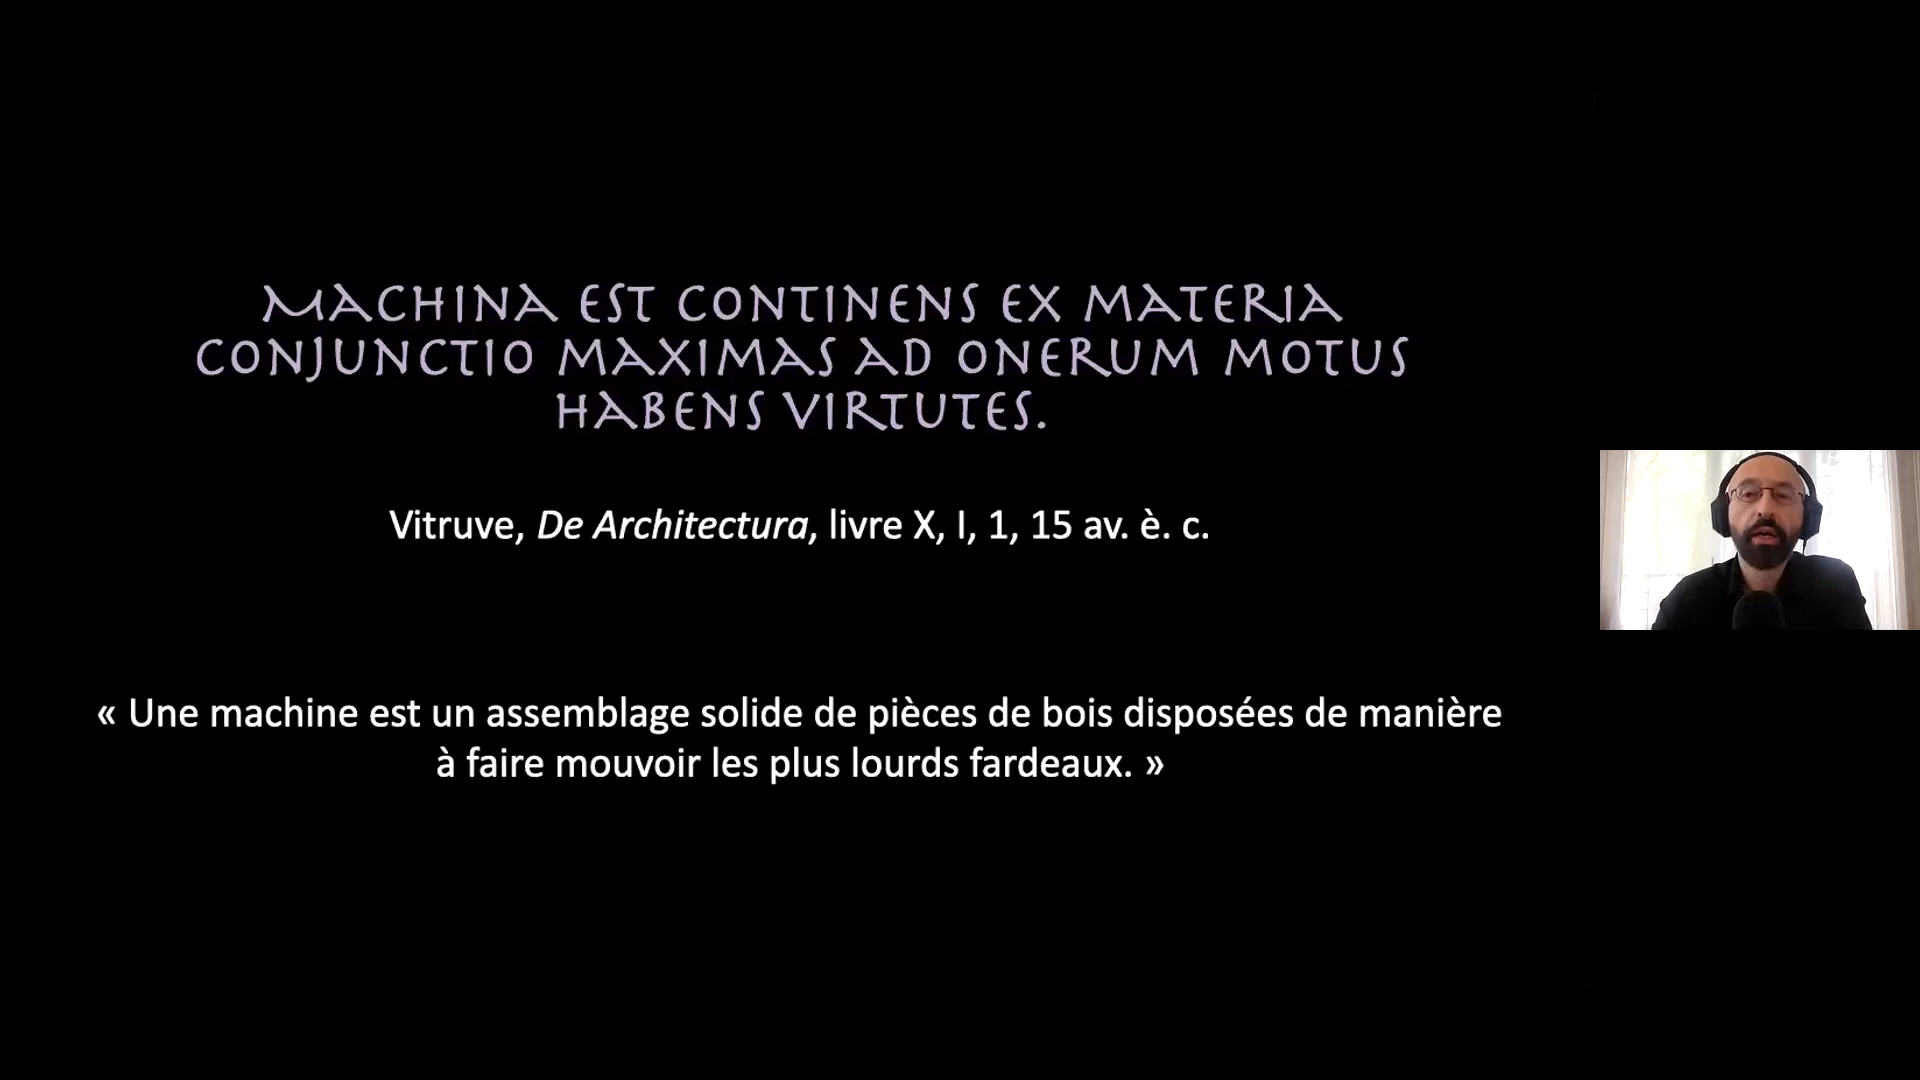 Machina est continens ex materia
conjunctio maximas ad onerum motus
habens virtutes.
Vitruve, De Architectura, livre X, I, 1, 15 av. è. c.
« Une machine est un assemblage solide de pièces de bois disposées de manière
à faire mouvoir les plus lourds fardeaux. »